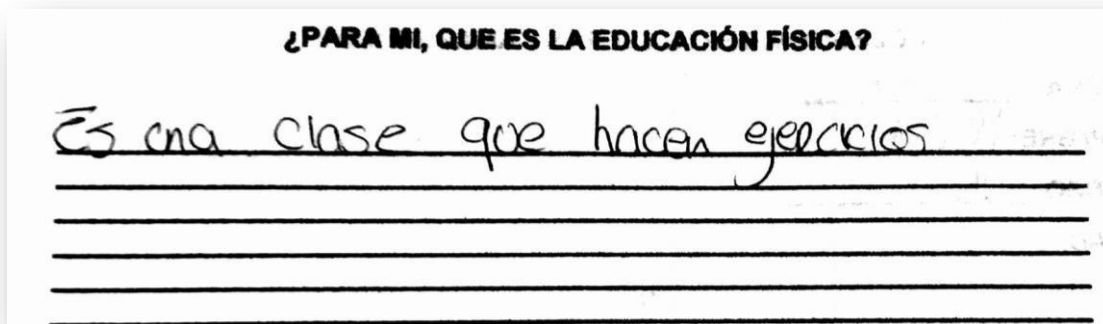 ¿PARA MI, QUE ES LA EDUCACIÓN FÍSICA?
Es una clase que hacen ejercicios